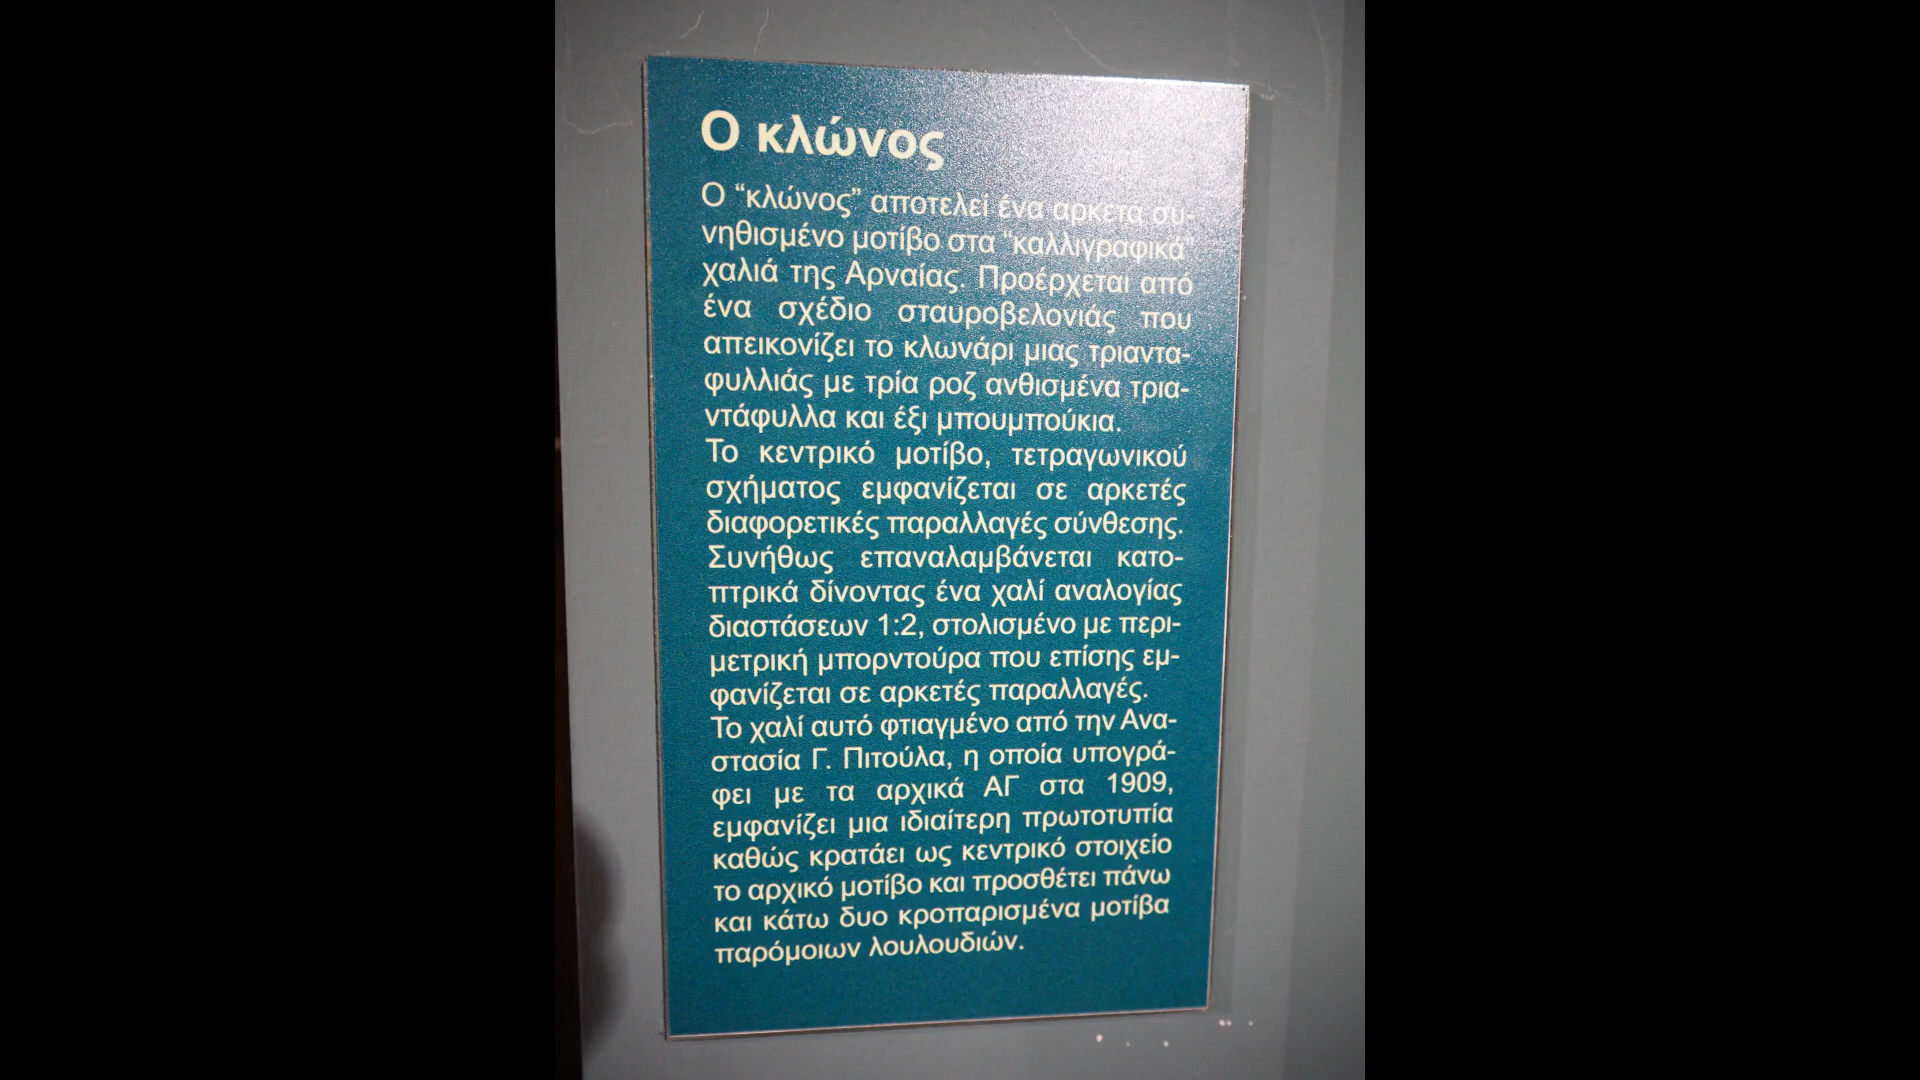 Ο κλώνος
Ο “κλώνος” αποτελεί ένα αρκετα συ-
νηθισμένο μοτίβο στα “καλλιγραφικά”
χαλιά της Αρναίας. Προέρχεται από
ένα σχέδιο σταυροβελονιάς που
απεικονίζει το κλωνάρι μιας τριαντα-
φυλλιάς με τρία ροζ ανθισμένα τρια-
ντάφυλλα και έξι μπουμπούκια.
Το κεντρικό μοτίβο, τετραγωνικού
σχήματος εμφανίζεται σε αρκετές
διαφορετικές παραλλαγές σύνθεσης.
Συνήθως επαναλαμβάνεται κατο-
πτρικά δίνοντας ένα χαλί αναλογίας
διαστάσεων 1:2, στολισμένο με περι-
μετρική μπορντούρα που επίσης εμ-
φανίζεται σε αρκετές παραλλαγές.
Το χαλί αυτό φτιαγμένο από την Ανα-
στασία Γ. Πιτούλα, η οποία υπογρά-
φει με τα αρχικά ΑΓ στα 1909,
εμφανίζει μια ιδιαίτερη πρωτοτυπία
καθώς κρατάει ως κεντρικό στοιχείο
το αρχικό μοτίβο και προσθέτει πάνω
και κάτω δυο κροπαρισμένα μοτίβα
παρόμοιων λουλουδιών.